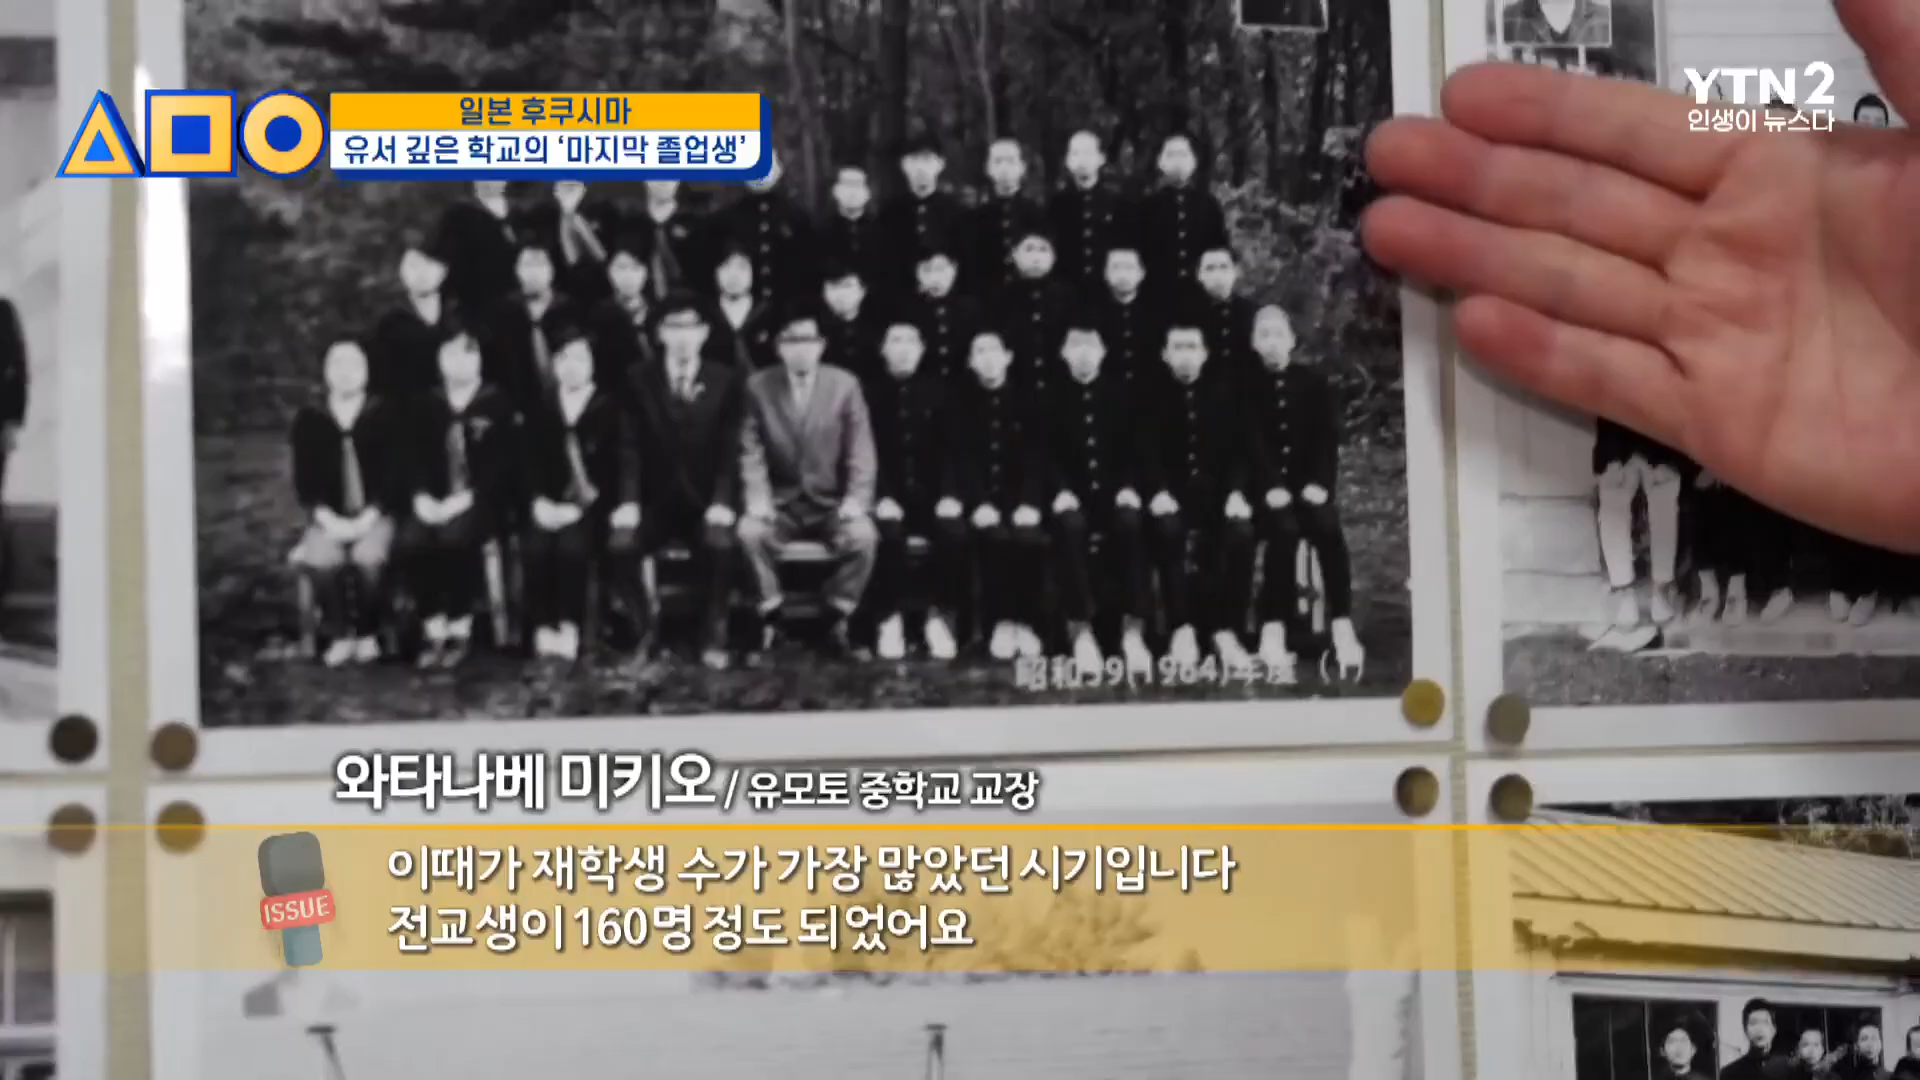 일본 후쿠시마
유서 깊은 학교의 ‘마지막 졸업생’
YTN2
인생이 뉴스다
昭和39(1964)年度 (1)
와타나베 미키오 / 유모토 중학교 교장
ISSUE
이때가 재학생 수가 가장 많았던 시기입니다
전교생이 160명 정도 되었어요